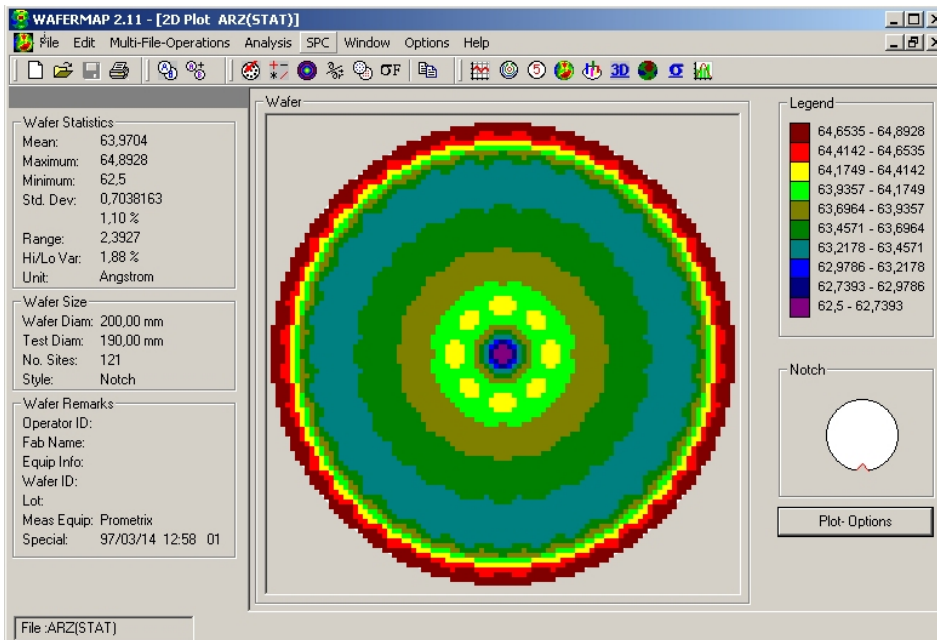 WAFERMAP 2.11 - [2D Plot ARZ(STAT)]
File Edit Multi-File-Operations Analysis SPC Window Options Help
5 σF 3D σ
Wafer Statistics
Mean: 63,9704
Maximum: 64,8928
Minimum: 62,5
Std. Dev: 0,7038163
1,10 %
Range: 2,3927
Hi/Lo Var: 1,88 %
Unit: Angstrom
Wafer Size
Wafer Diam: 200,00 mm
Test Diam: 190,00 mm
No. Sites: 121
Style: Notch
Wafer Remarks
Operator ID:
Fab Name:
Equip Info:
Wafer ID:
Lot:
Meas Equip: Prometrix
Special: 97/03/14 12:58 01
Wafer
Legend
64,6535 - 64,8928
64,4142 - 64,6535
64,1749 - 64,4142
63,9357 - 64,1749
63,6964 - 63,9357
63,4571 - 63,6964
63,2178 - 63,4571
62,9786 - 63,2178
62,7393 - 62,9786
62,5 - 62,7393
Notch
Plot- Options
File :ARZ(STAT)